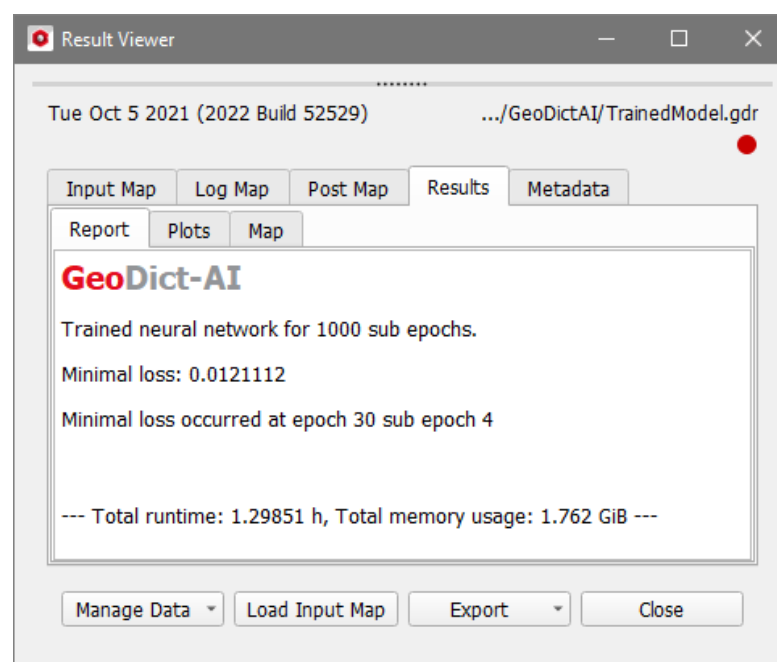 Result Viewer
Tue Oct 5 2021 (2022 Build 52529) .../GeoDictAI/TrainedModel.gdr
Input Map Log Map Post Map Results Metadata
Report Plots Map
GeoDict-AI
Trained neural network for 1000 sub epochs.
Minimal loss: 0.0121112
Minimal loss occurred at epoch 30 sub epoch 4
--- Total runtime: 1.29851 h, Total memory usage: 1.762 GiB ---
Manage Data Load Input Map Export Close